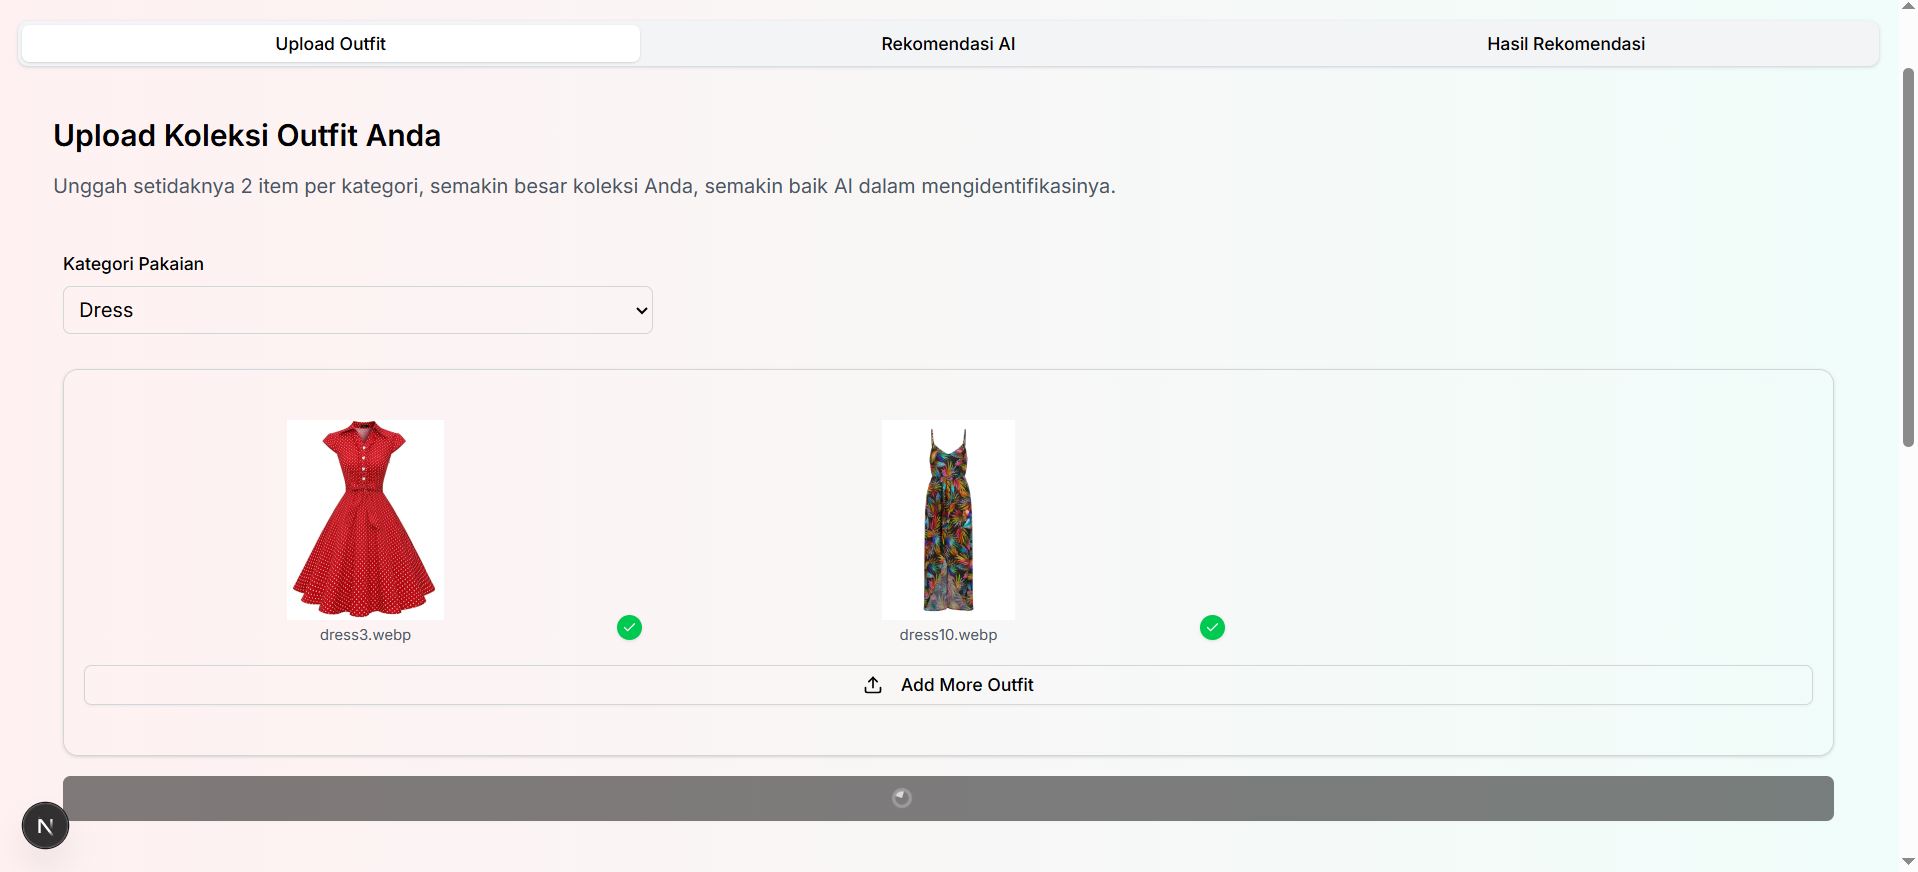 Upload Outfit
Rekomendasi AI
Hasil Rekomendasi
Upload Koleksi Outfit Anda
Unggah setidaknya 2 item per kategori, semakin besar koleksi Anda, semakin baik AI dalam mengidentifikasinya.
Kategori Pakaian
Dress
dress3.webp
dress10.webp
Add More Outfit
N